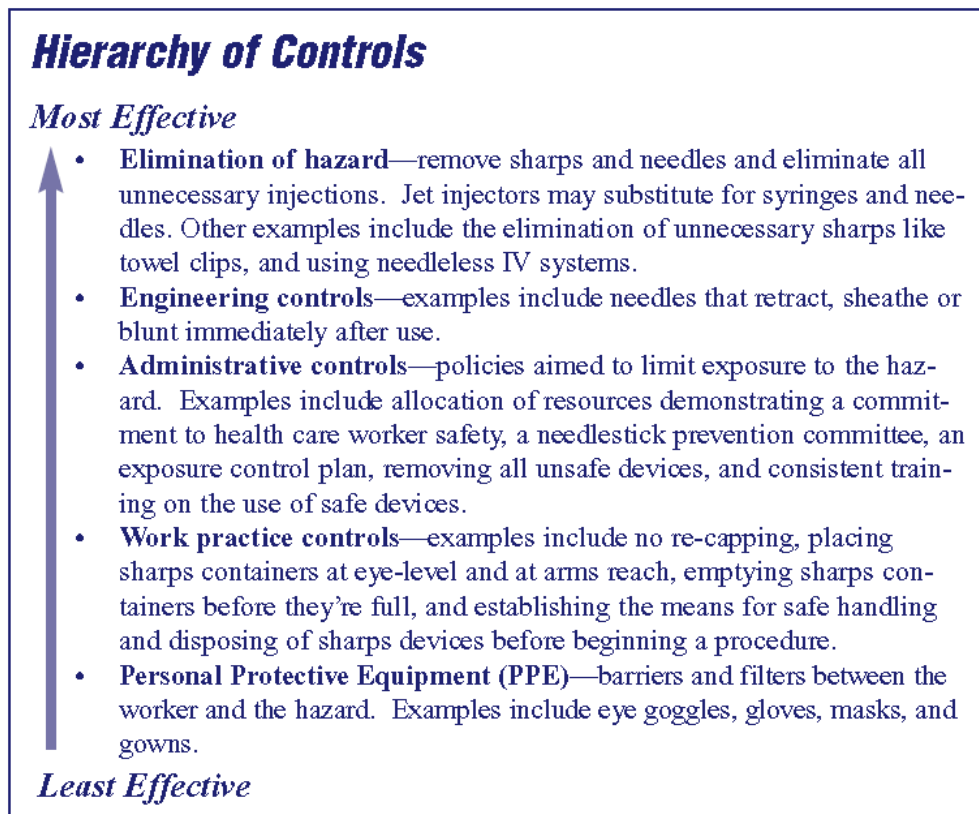 Hierarchy of Controls
Most Effective
• Elimination of hazard—remove sharps and needles and eliminate all
unnecessary injections. Jet injectors may substitute for syringes and nee-
dles. Other examples include the elimination of unnecessary sharps like
towel clips, and using needleless IV systems.
• Engineering controls—examples include needles that retract, sheathe or
blunt immediately after use.
• Administrative controls—policies aimed to limit exposure to the haz-
ard. Examples include allocation of resources demonstrating a commit-
ment to health care worker safety, a needlestick prevention committee, an
exposure control plan, removing all unsafe devices, and consistent train-
ing on the use of safe devices.
• Work practice controls—examples include no re-capping, placing
sharps containers at eye-level and at arms reach, emptying sharps con-
tainers before they're full, and establishing the means for safe handling
and disposing of sharps devices before beginning a procedure.
• Personal Protective Equipment (PPE)—barriers and filters between the
worker and the hazard. Examples include eye goggles, gloves, masks, and
gowns.
Least Effective